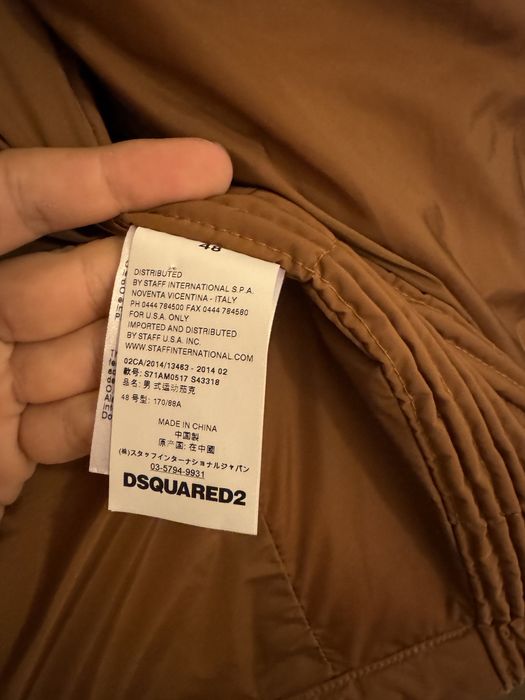 48
DISTRIBUTED
BY STAFF INTERNATIONAL S.P.A.
NOVENTA VICENTINA - ITALY
PH 0444 784500 FAX 0444 784580
FOR U.S.A. ONLY
IMPORTED AND DISTRIBUTED
BY STAFF U.S.A. INC.
WWW.STAFFINTERNATIONAL.COM
02CA/2014/13463 - 2014 02
款号: S71AM0517 S43318
品名: 男式运动茄克
48 号型: 170/88A
MADE IN CHINA
中国製
原产国: 在中國
(株)スタッフインターナショナルジャパン
03-5794-9931
DSQUARED2